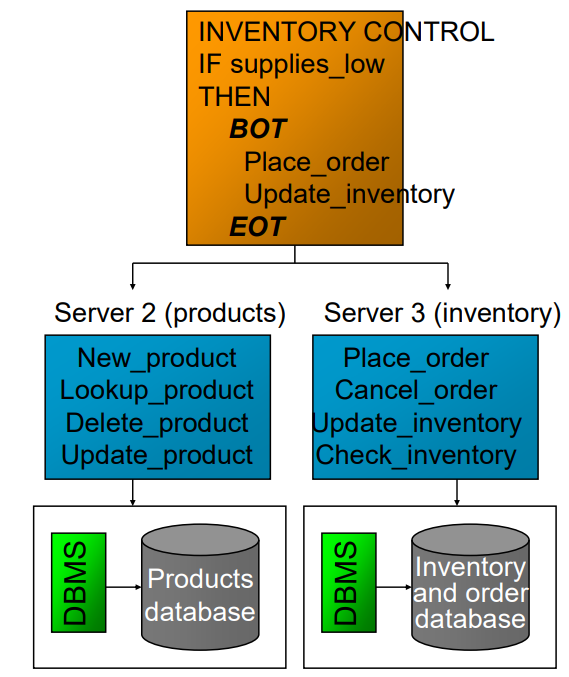 INVENTORY CONTROL
IF supplies_low
THEN
BOT
Place_order
Update_inventory
EOT
Server 2 (products)
New_product
Lookup_product
Delete_product
Update_product
DBMS
Products
database
Server 3 (inventory)
Place_order
Cancel_order
Update_inventory
Check_inventory
DBMS
Inventory
and order
database